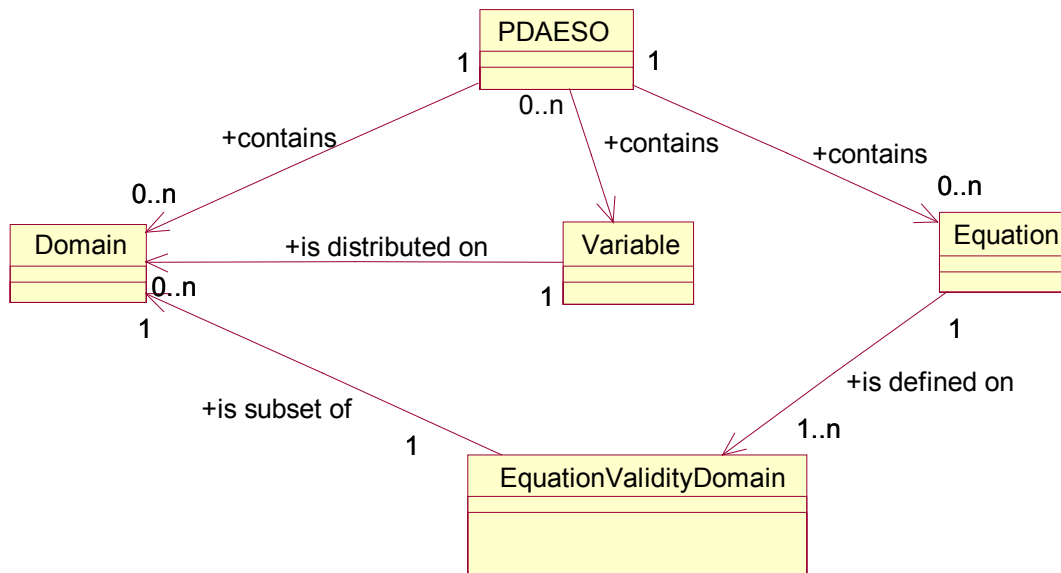 PDAESO
1
1
0..n
+contains
+contains
+contains
0..n
0..n
Domain
Variable
Equation
+is distributed on
0..n
1
1
1
+is defined on
+is subset of
1
1..n
EquationValidityDomain